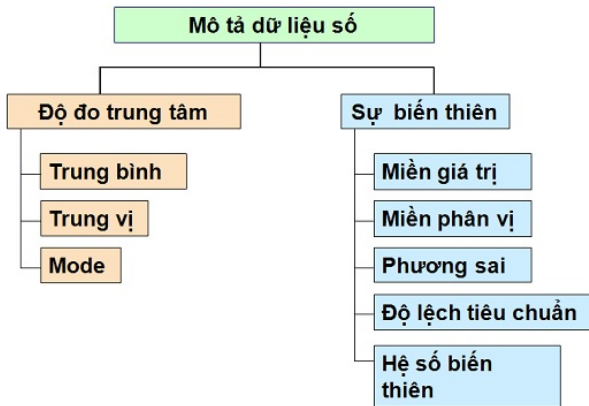 Mô tả dữ liệu số
Độ đo trung tâm
Trung bình
Trung vị
Mode
Sự biến thiên
Miền giá trị
Miền phân vị
Phương sai
Độ lệch tiêu chuẩn
Hệ số biến
thiên